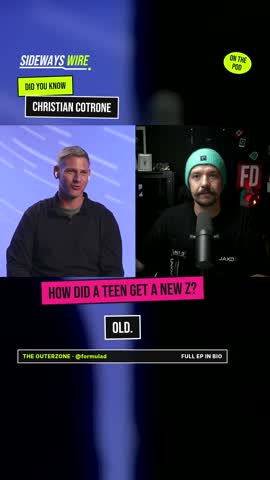 SIDEWAYS WIRE.
ON THE
POD
DID YOU
KNOW
CHRISTIAN COTRONE
FD
JAXD
HOW DID A TEEN GET A NEW Z?
OLD.
THE OUTERZONE - @formulad
FULL EP IN BIO